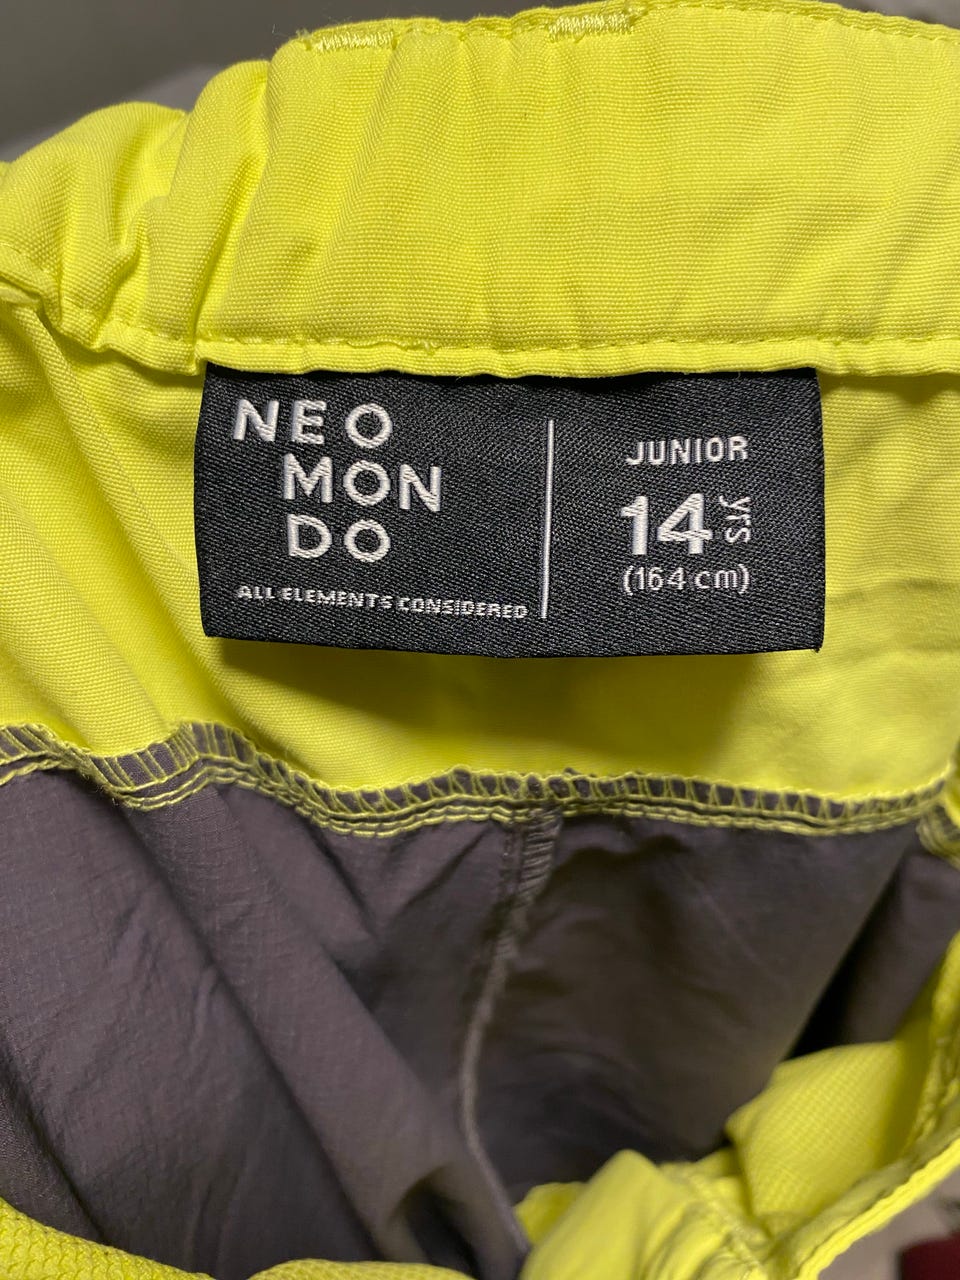 NEO
MON
DO
ALL ELEMENTS CONSIDERED
JUNIOR
14 yrs
(164 cm)